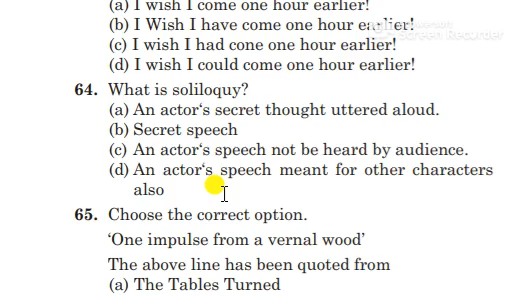 (a) I wish I come one hour earlier!
(b) I Wish I have come one hour earlier!
(c) I wish I had cone one hour earlier!
Screen Recorder
(d) I wish I could come one hour earlier!
64. What is soliloquy?
(a) An actor‘s secret thought uttered aloud.
(b) Secret speech
(c) An actor's speech not be heard by audience.
(d) An actor‘s speech meant for other characters
also
65. Choose the correct option.
‘One impulse from a vernal wood’
The above line has been quoted from
(a) The Tables Turned